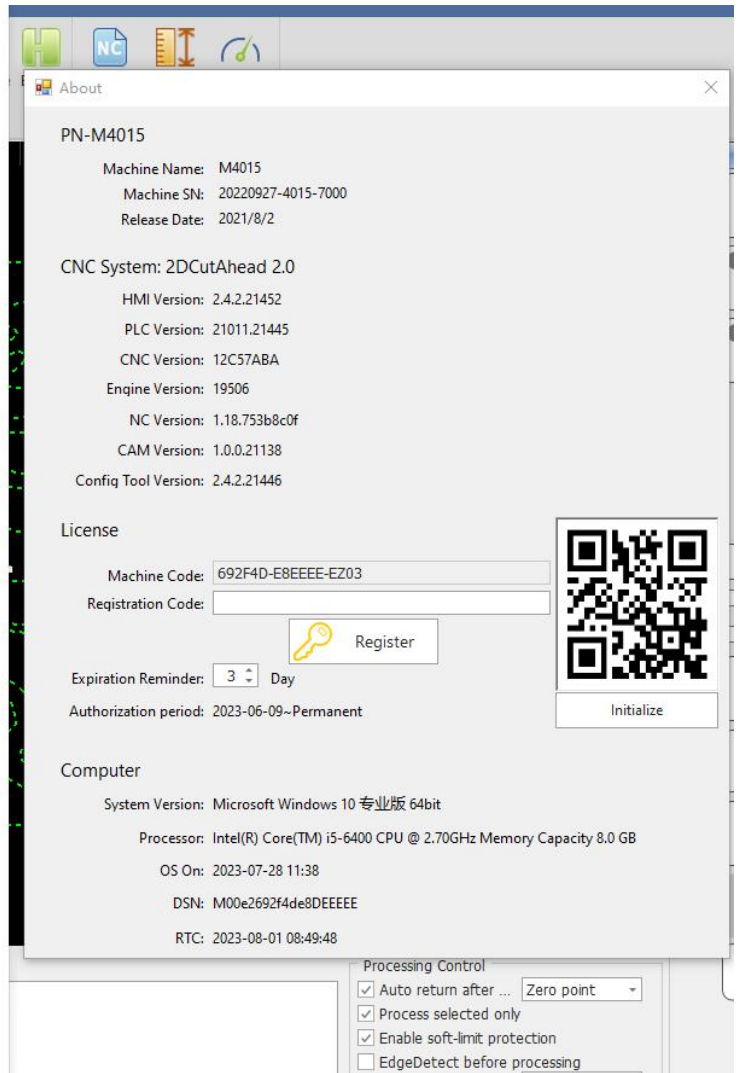 NC
About
PN-M4015
Machine Name: M4015
Machine SN: 20220927-4015-7000
Release Date: 2021/8/2
CNC System: 2DCutAhead 2.0
HMI Version: 2.4.2.21452
PLC Version: 21011.21445
CNC Version: 12C57ABA
Engine Version: 19506
NC Version: 1.18.753b8c0f
CAM Version: 1.0.0.21138
Config Tool Version: 2.4.2.21446
License
Machine Code: 692F4D-E8EEEE-EZ03
Registration Code:
Register
Expiration Reminder: 3 Day
Authorization period: 2023-06-09~Permanent
Initialize
Computer
System Version: Microsoft Windows 10 专业版 64bit
Processor: Intel(R) Core(TM) i5-6400 CPU @ 2.70GHz Memory Capacity 8.0 GB
OS On: 2023-07-28 11:38
DSN: M00e2692f4de8DEEEEE
RTC: 2023-08-01 08:49:48
Processing Control
Auto return after ... Zero point
Process selected only
Enable soft-limit protection
EdgeDetect before processing